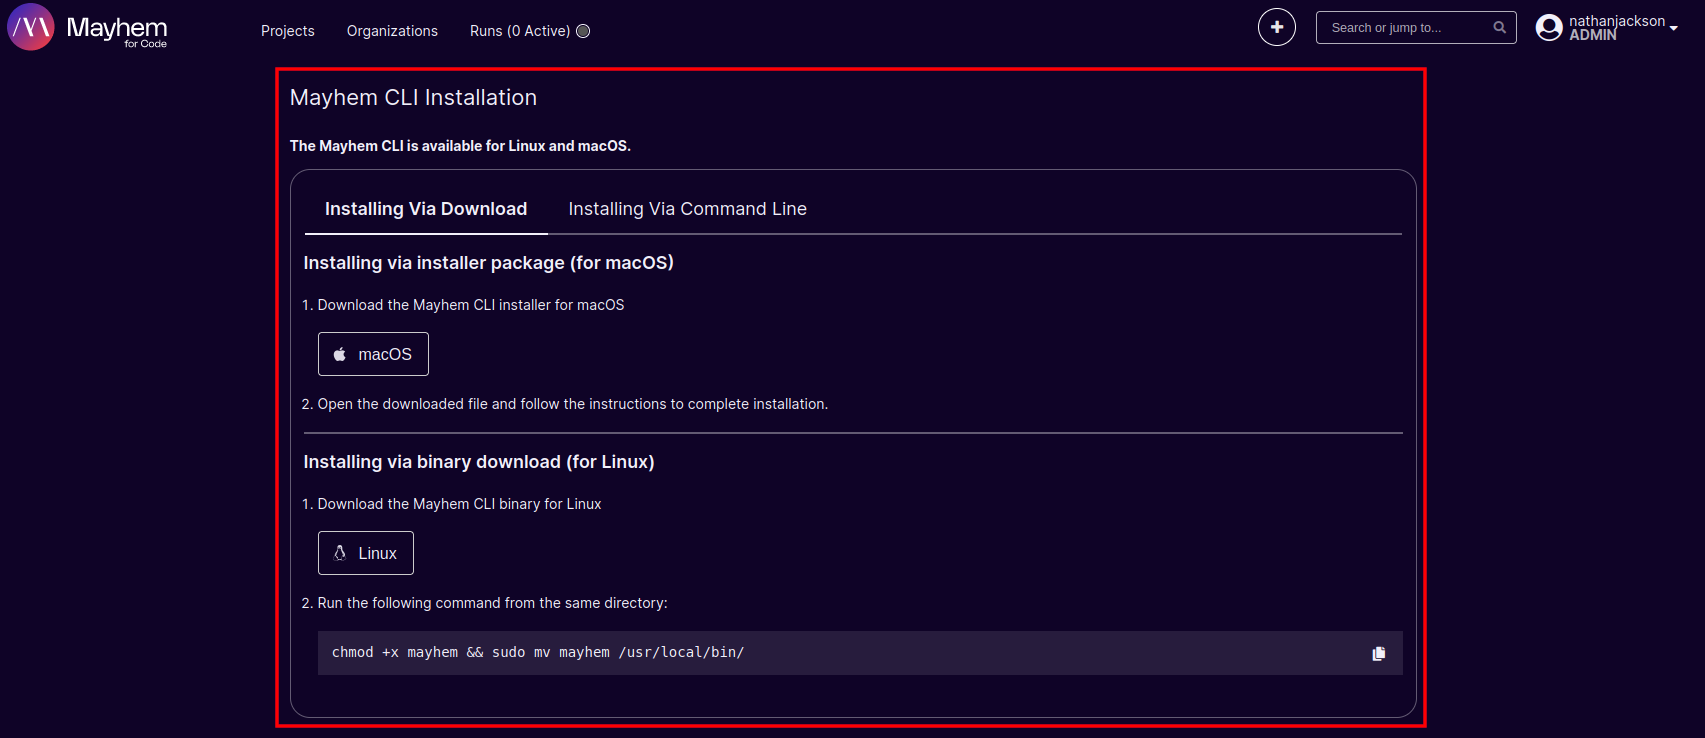 Mayhem
for Code
Projects Organizations Runs (0 Active)
Search or jump to...
nathanjackson
ADMIN
Mayhem CLI Installation
The Mayhem CLI is available for Linux and macOS.
Installing Via Download Installing Via Command Line
Installing via installer package (for macOS)
1. Download the Mayhem CLI installer for macOS
macOS
2. Open the downloaded file and follow the instructions to complete installation.
Installing via binary download (for Linux)
1. Download the Mayhem CLI binary for Linux
Linux
2. Run the following command from the same directory:
chmod +x mayhem && sudo mv mayhem /usr/local/bin/